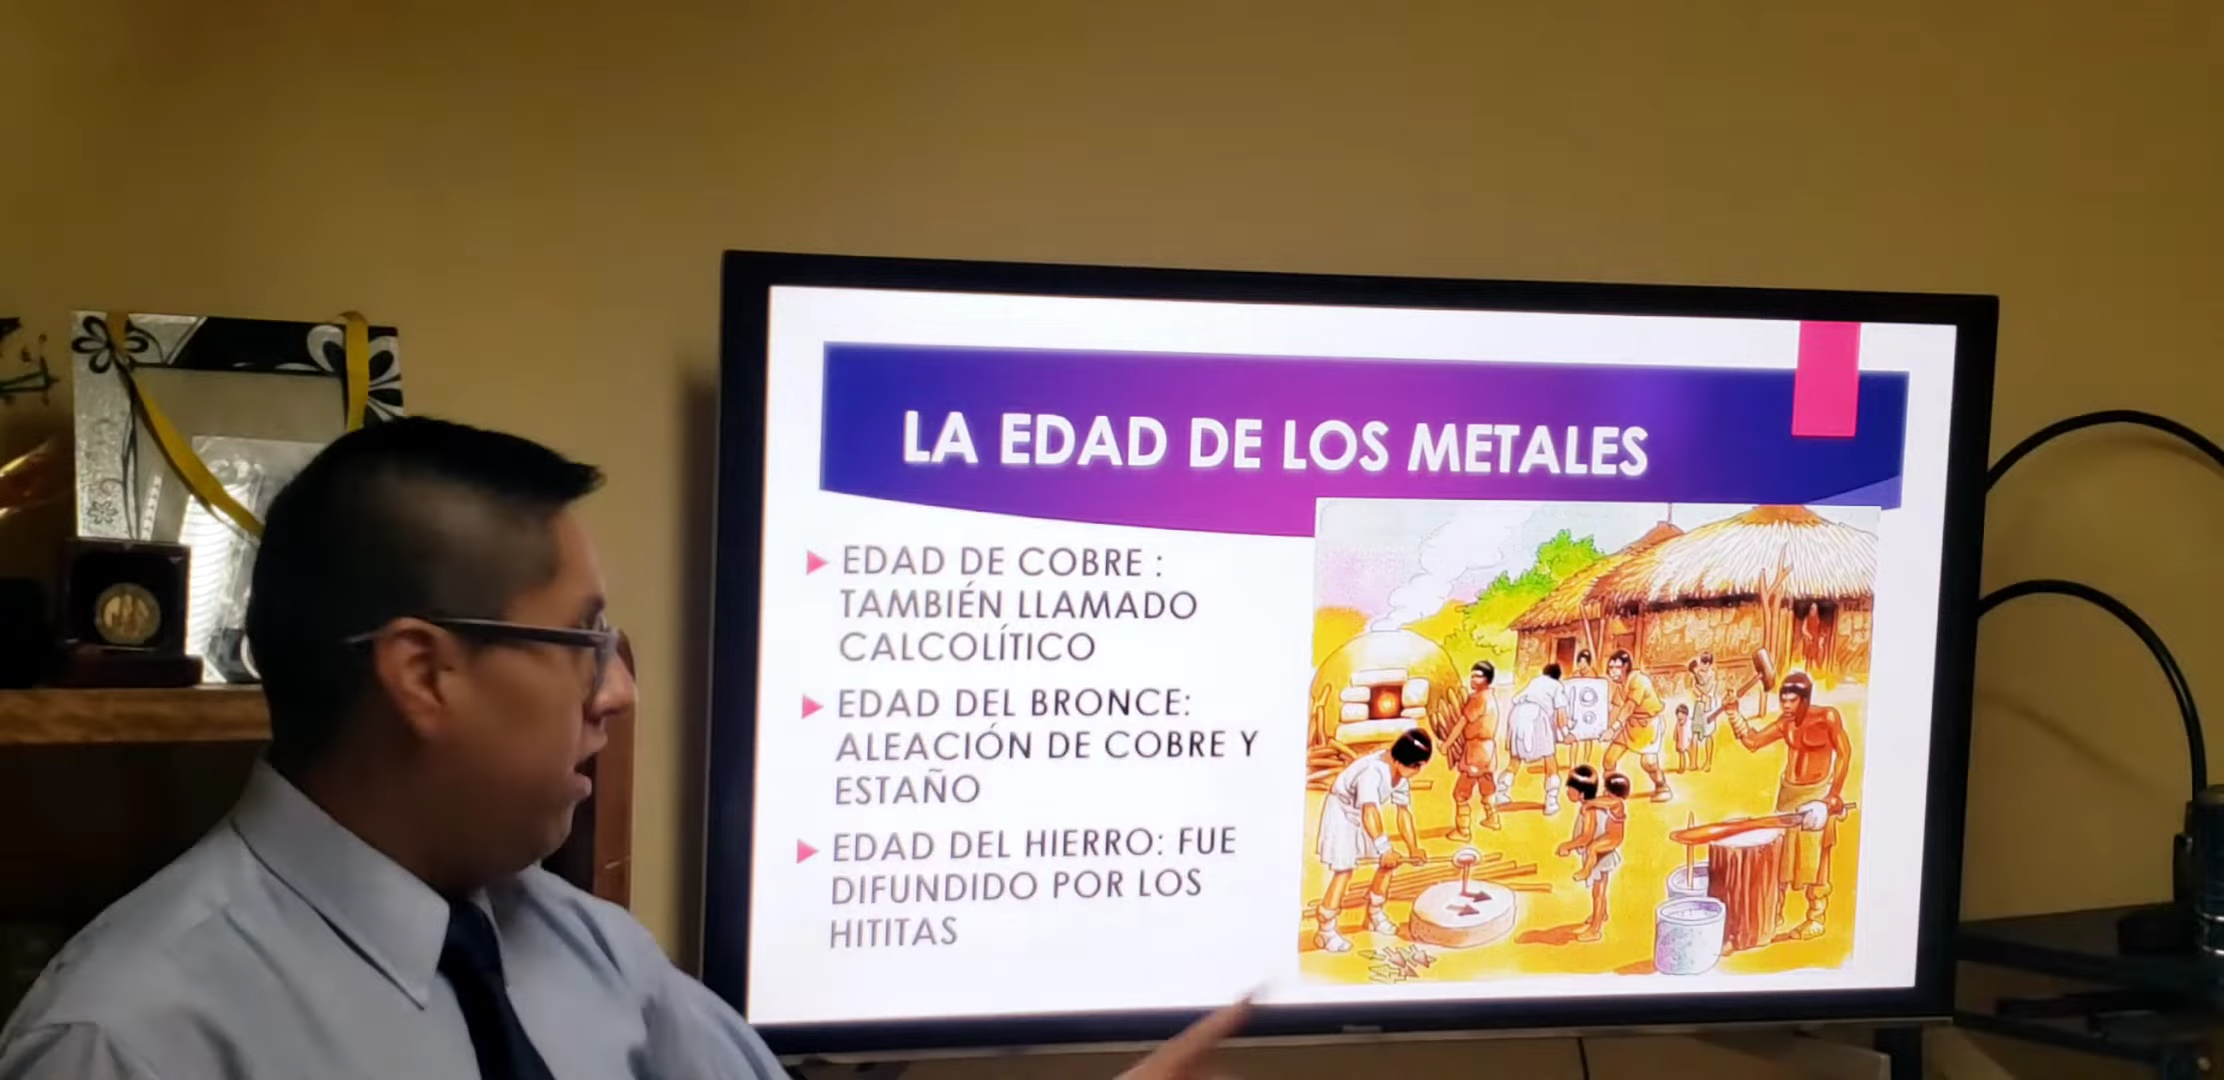 LA EDAD DE LOS METALES
EDAD DE COBRE :
TAMBIÉN LLAMADO
CALCOLÍTICO
EDAD DEL BRONCE:
ALEACIÓN DE COBRE Y
ESTAÑO
EDAD DEL HIERRO: FUE
DIFUNDIDO POR LOS
HITITAS